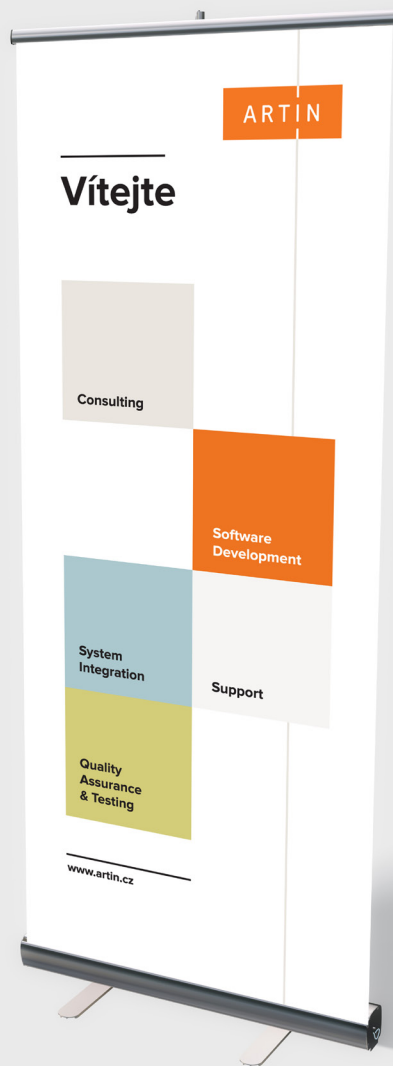 ARTIN
Vítejte
Consulting
Software
Development
System
Integration
Support
Quality
Assurance
& Testing
www.artin.cz